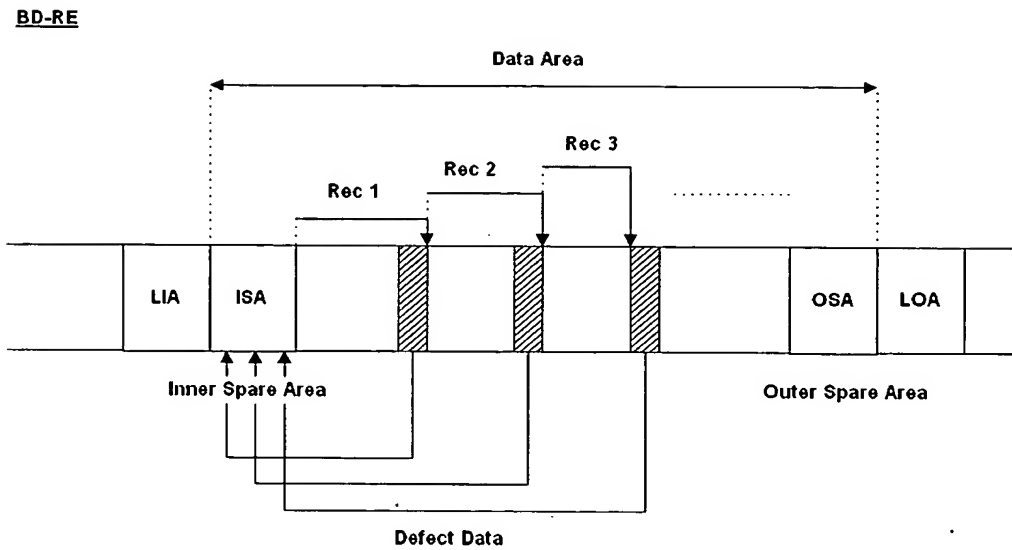 BD-RE
Data Area
Rec 1
Rec 2
Rec 3
LIA
ISA
OSA
LOA
Inner Spare Area
Outer Spare Area
Defect Data